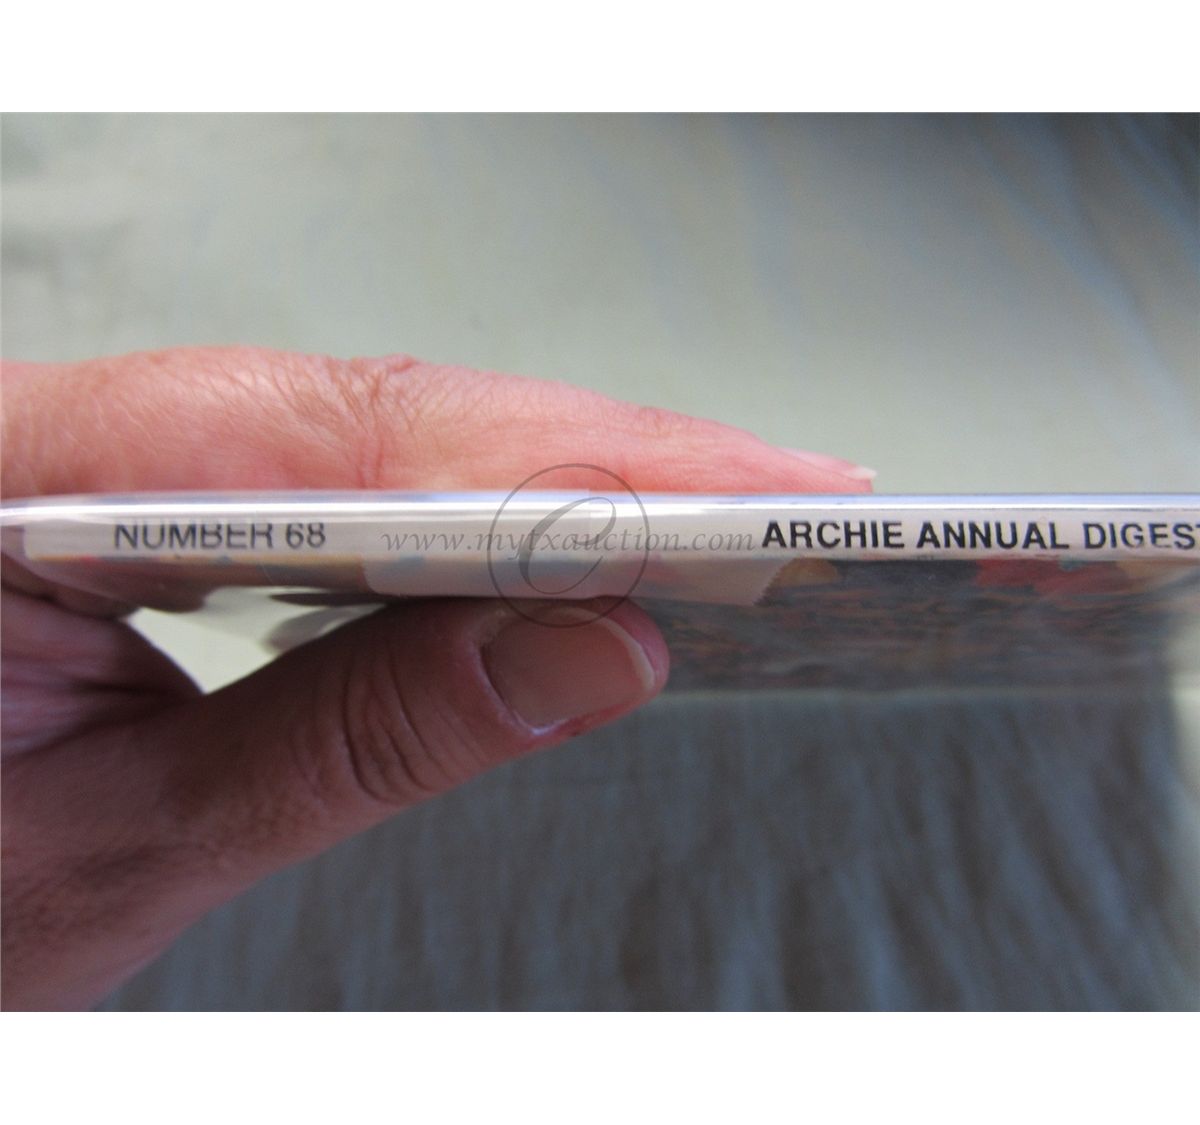 NUMBER 68
www.mytxauction.com
ARCHIE ANNUAL DIGEST